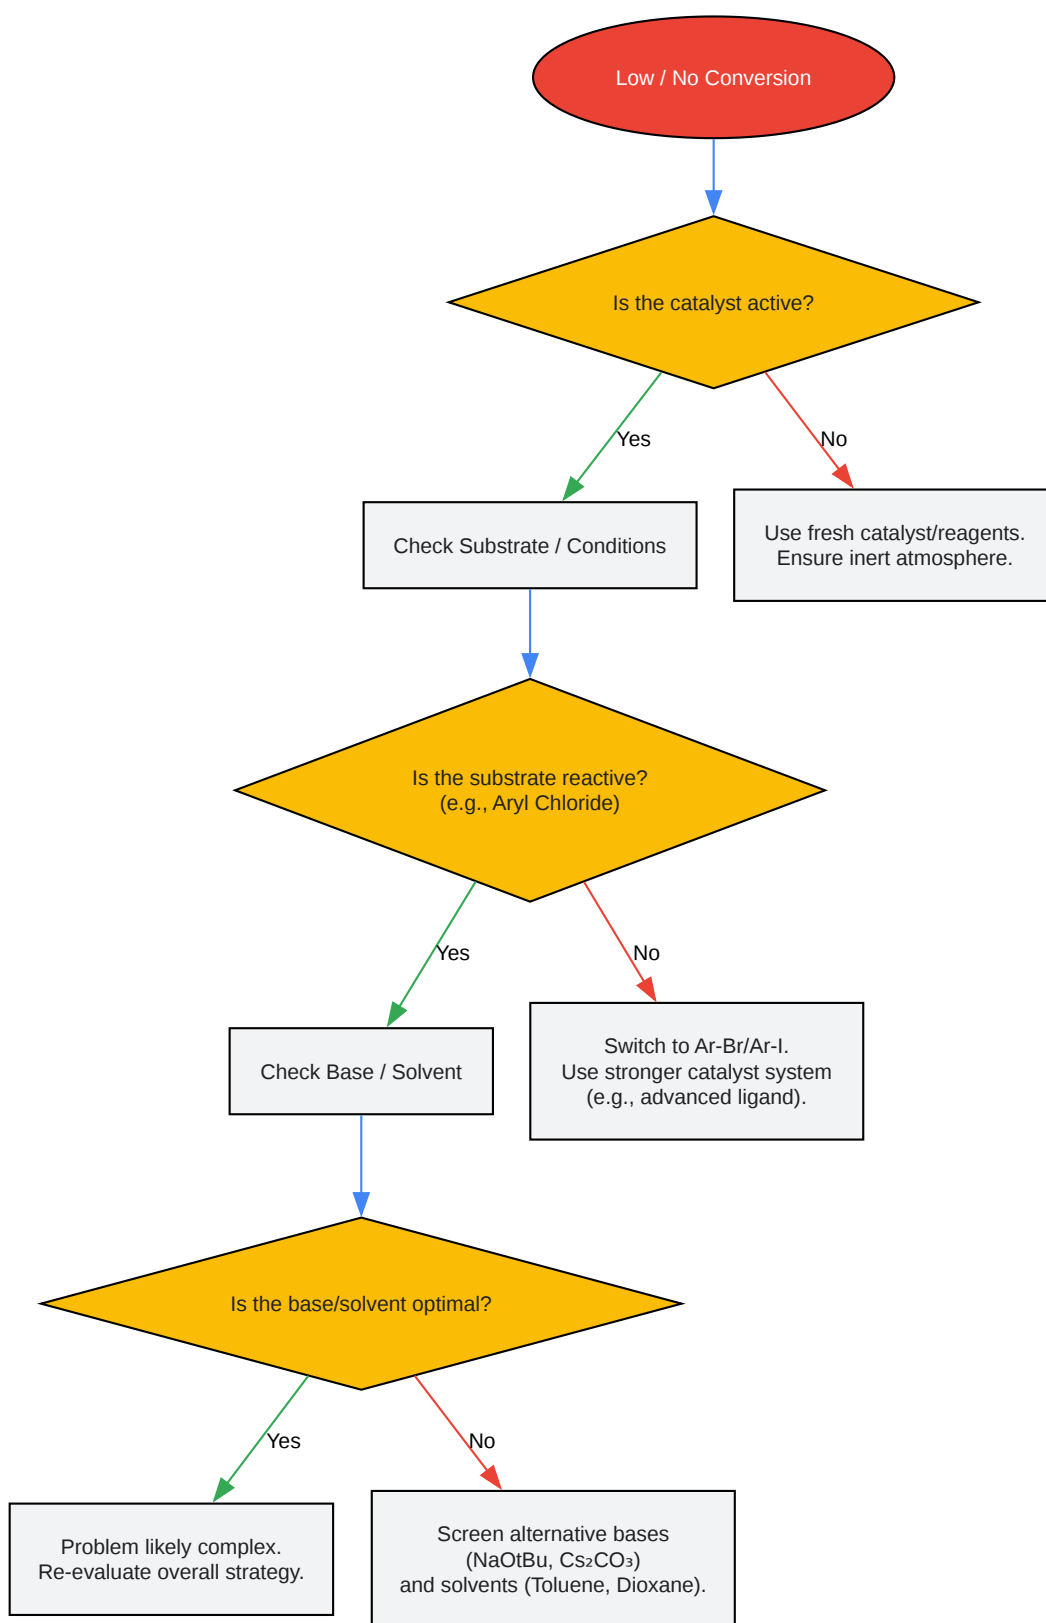 Low / No Conversion
Is the catalyst active?
Yes
No
Check Substrate / Conditions
Use fresh catalyst/reagents.
Ensure inert atmosphere.
Is the substrate reactive?
(e.g., Aryl Chloride)
Yes
No
Check Base / Solvent
Switch to Ar-Br/Ar-I.
Use stronger catalyst system
(e.g., advanced ligand).
Is the base/solvent optimal?
Yes
No
Problem likely complex.
Re-evaluate overall strategy.
Screen alternative bases
(NaOtBu, Cs₂CO₃)
and solvents (Toluene, Dioxane).